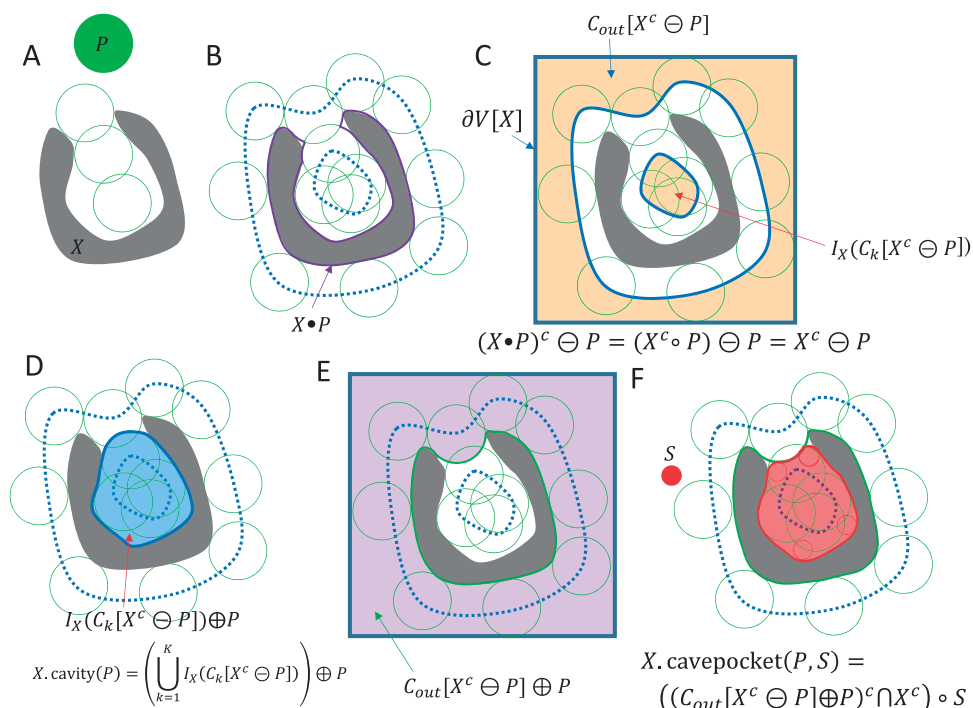 A
P
X
B
X•P
C
C_out[X^c ⊖ P]
∂V[X]
I_X(C_k[X^c ⊖ P])
(X•P)^c ⊖ P = (X^c∘ P) ⊖ P = X^c ⊖ P
D
I_X(C_k[X^c ⊖ P])⊕P
X.cavity(P) = (⋃_{k=1}^{K} I_X(C_k[X^c ⊖ P])) ⊕ P
E
C_out[X^c ⊖ P] ⊕ P
F
S
X.cavepocket(P, S) =
((C_out[X^c ⊖ P]⊕P)^c⋂X^c) ∘ S